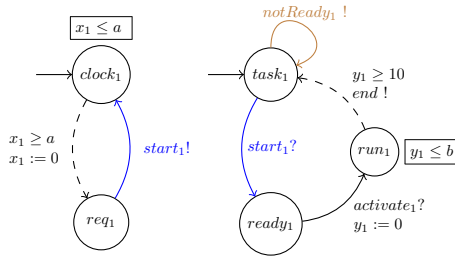 x₁ ≤ a
notReady₁ !
clock₁
task₁
y₁ ≥ 10
end !
x₁ ≥ a
x₁ := 0
start₁!
start₁?
run₁
y₁ ≤ b
activate₁?
y₁ := 0
req₁
ready₁